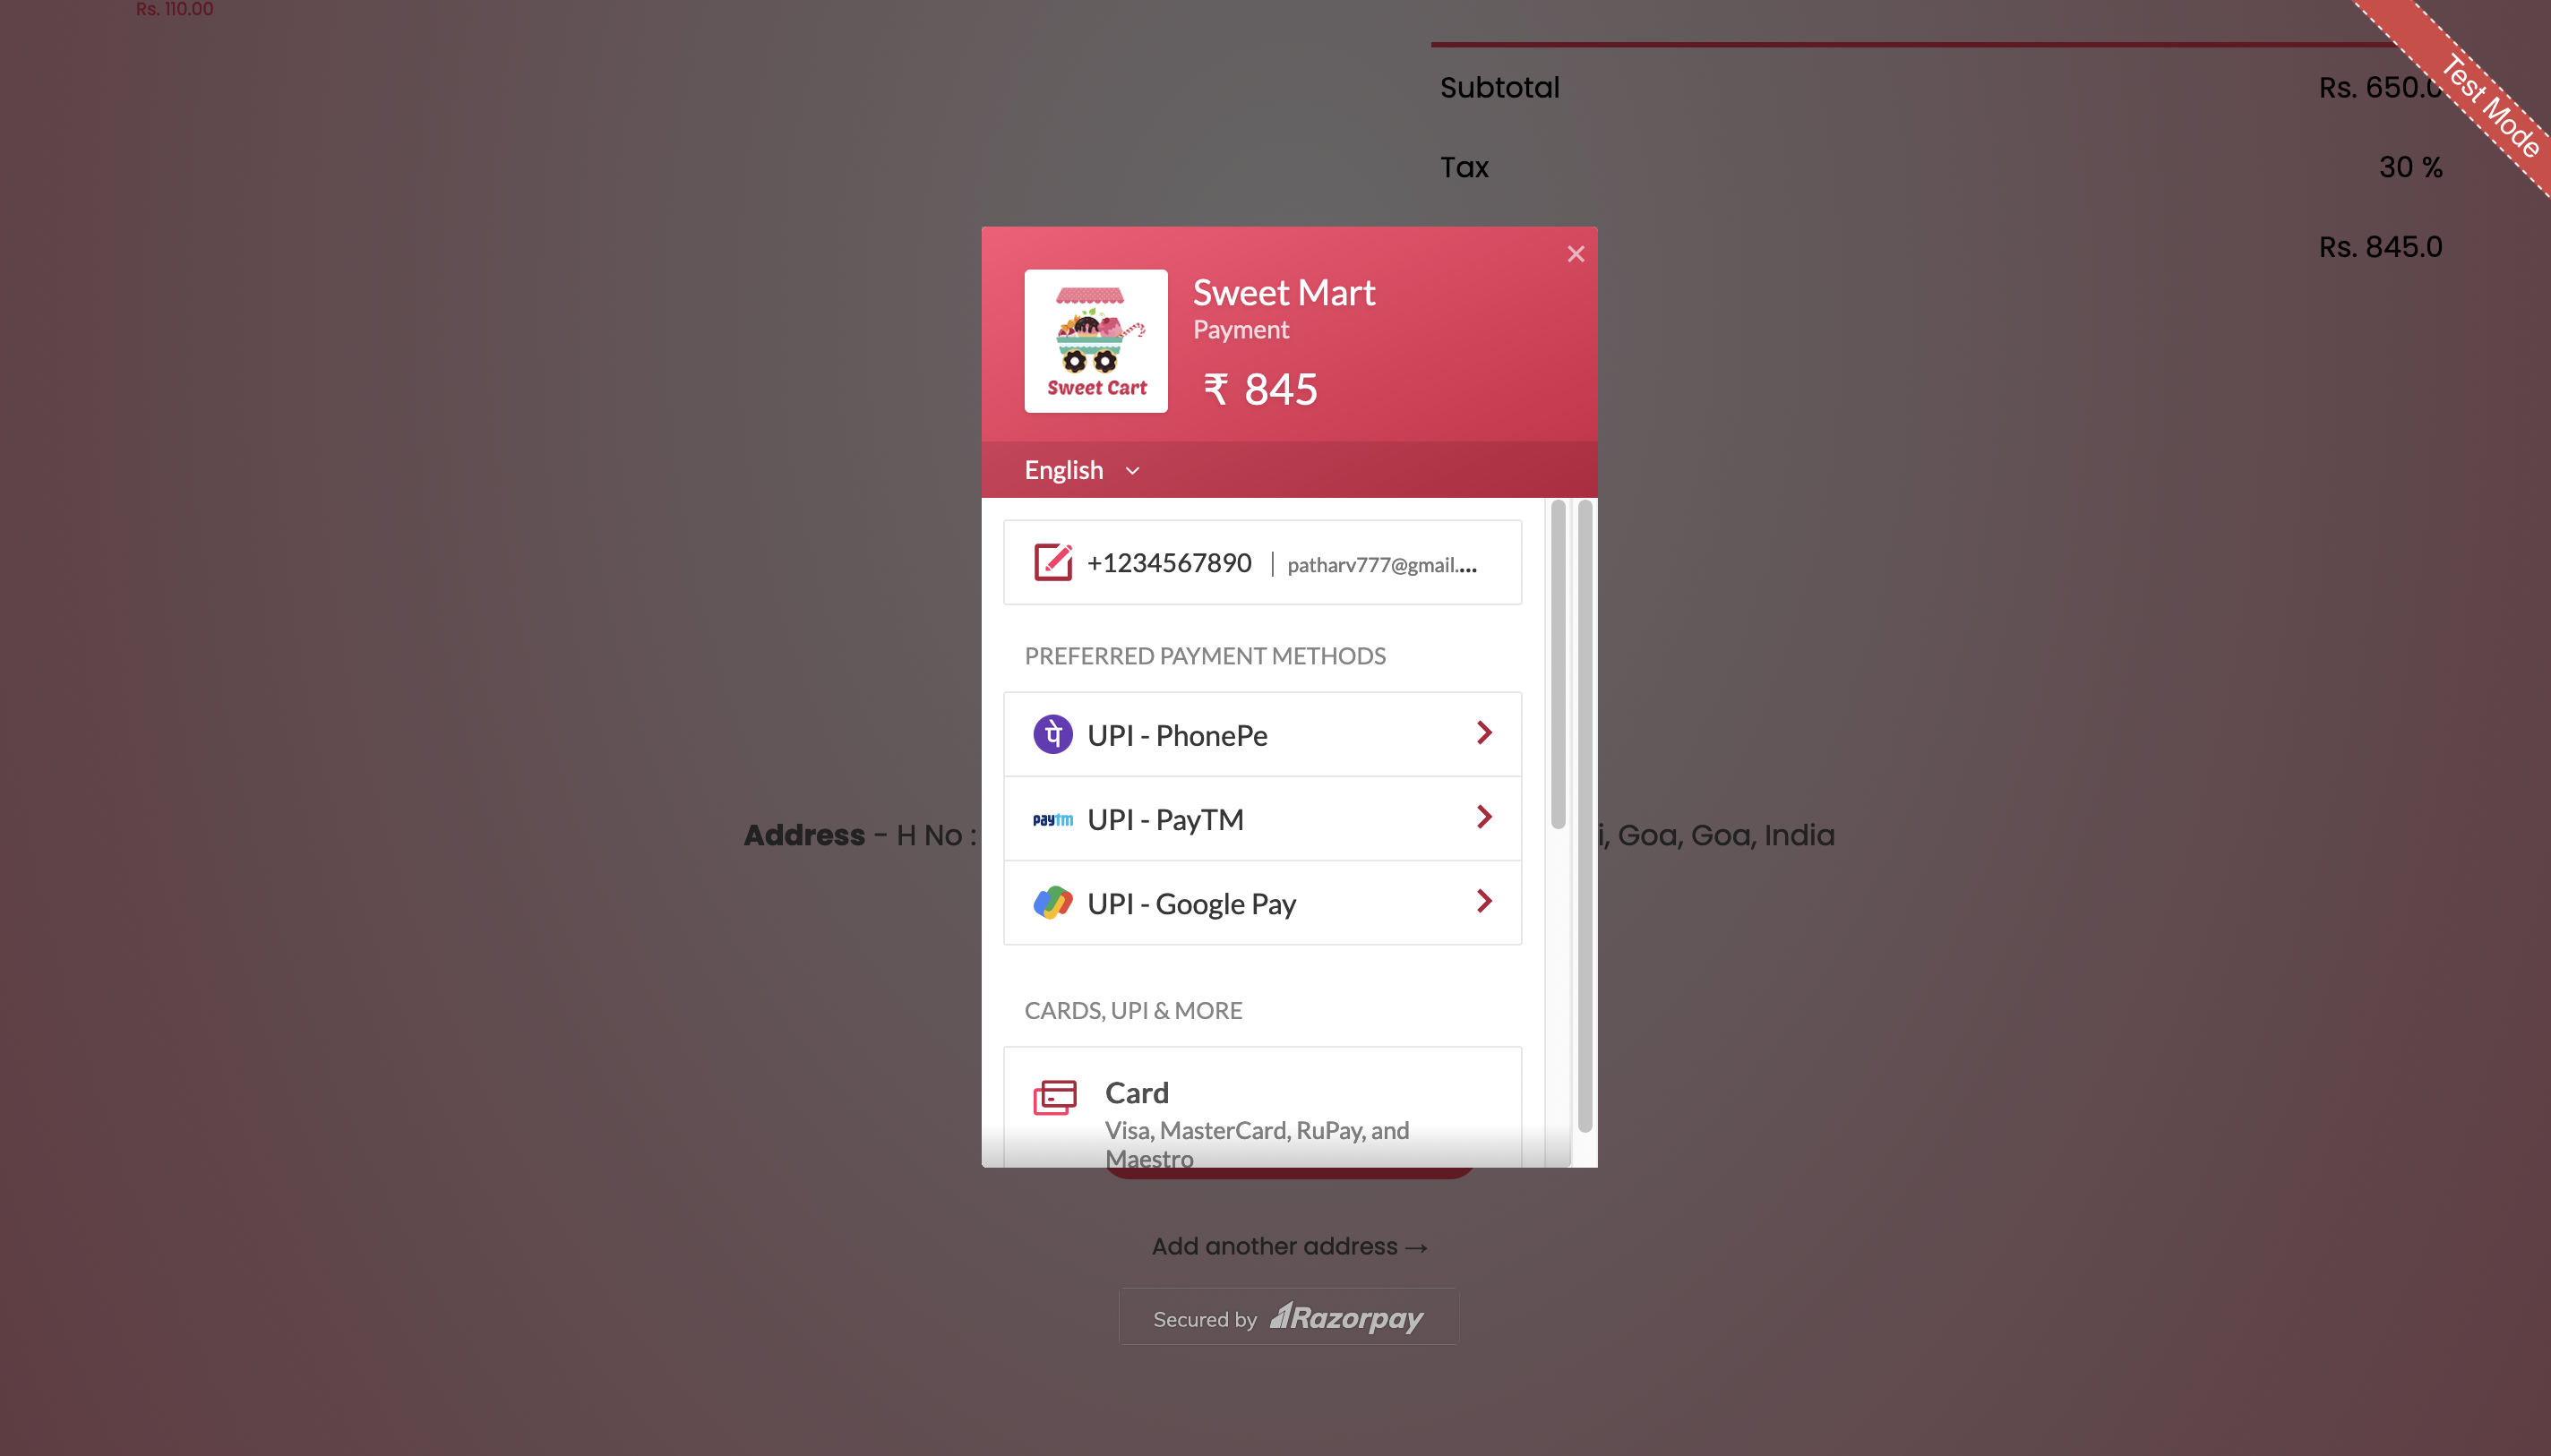 Rs. 110.00
Test Mode
Subtotal Rs. 650.0
Tax 30 %
Rs. 845.0
Sweet Cart
Sweet Mart
Payment
₹ 845
English
+1234567890 | patharv777@gmail....
PREFERRED PAYMENT METHODS
पे UPI - PhonePe
paytm UPI - PayTM
UPI - Google Pay
Address - H No :
i, Goa, Goa, India
CARDS, UPI & MORE
Card
Visa, MasterCard, RuPay, and
Maestro
Add another address →
Secured by Razorpay